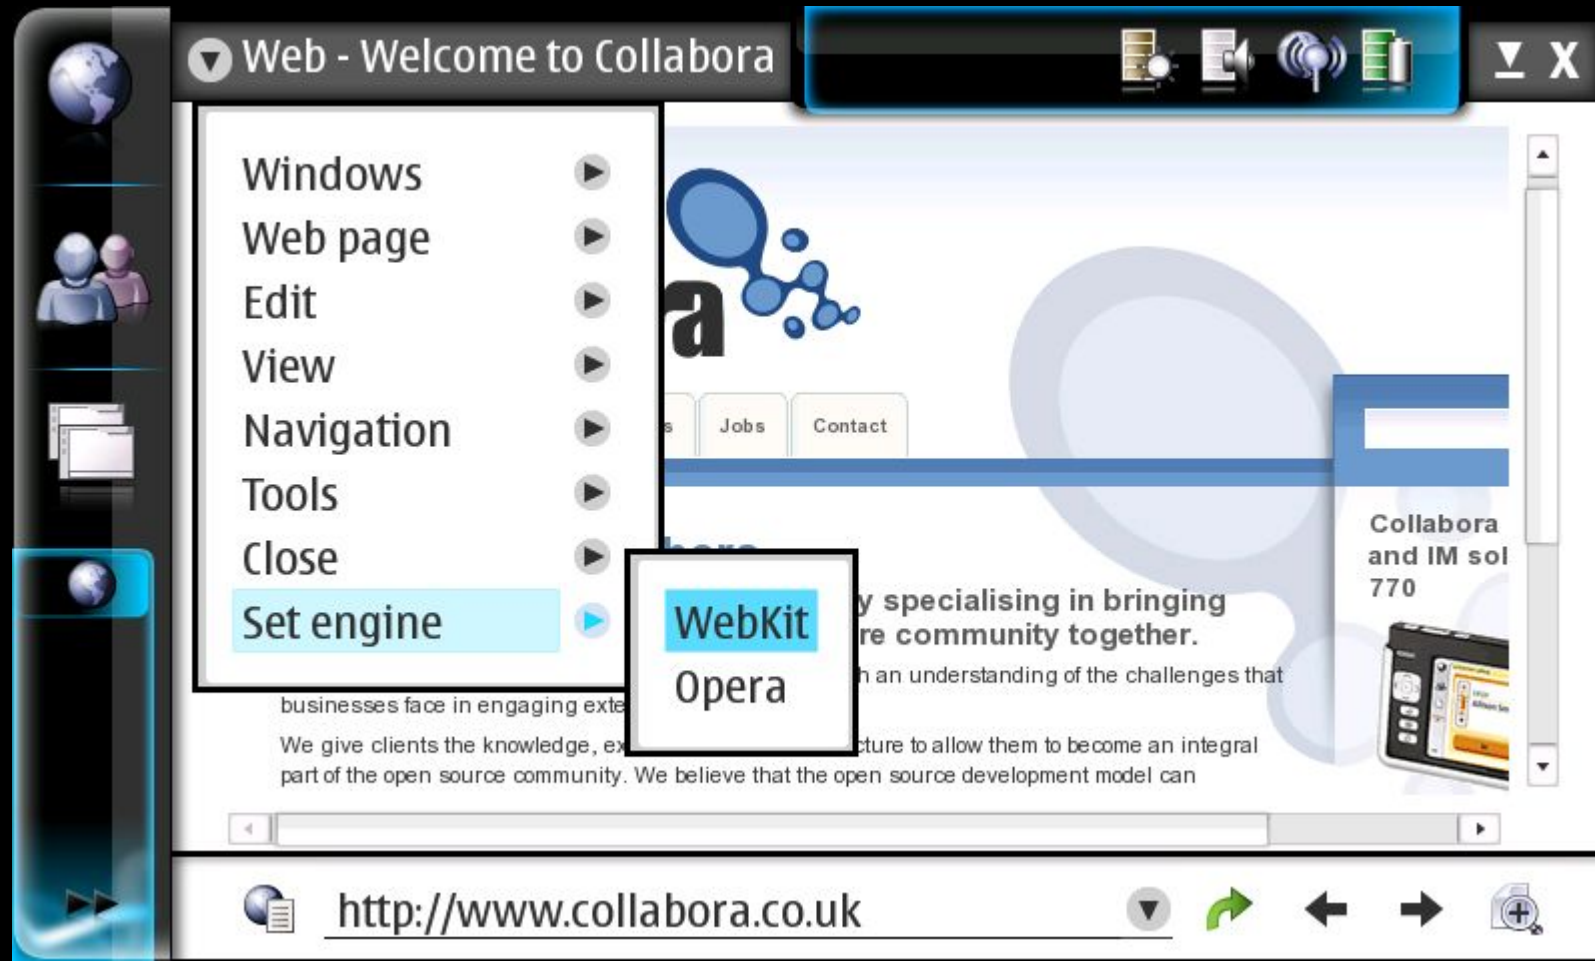 Web - Welcome to Collabora
X
Windows
Web page
Edit
View
Navigation
Tools
Close
Set engine
WebKit
Opera
ra
s
Jobs
Contact
Collabora
and IM sol
770
y specialising in bringing
re community together.
h an understanding of the challenges that
businesses face in engaging exte
We give clients the knowledge, ex cture to allow them to become an integral
part of the open source community. We believe that the open source development model can
http://www.collabora.co.uk